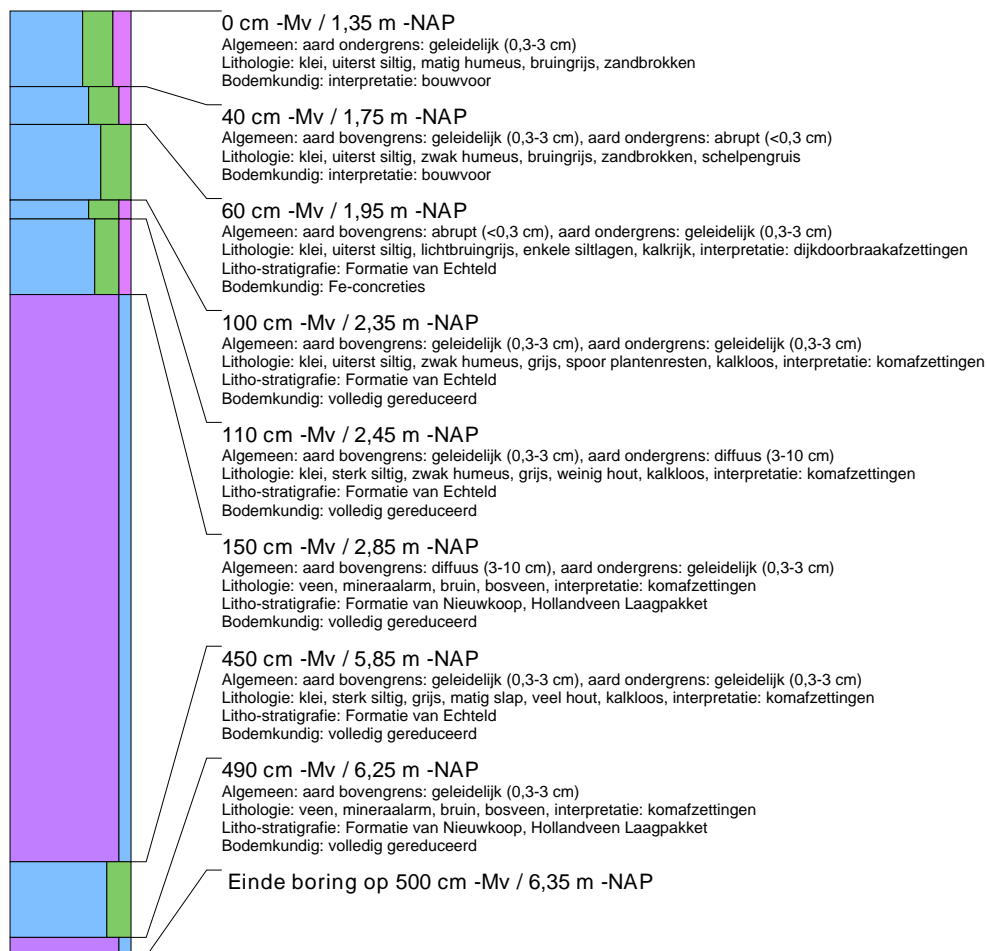 0 cm -Mv / 1,35 m -NAP
Algemeen: aard ondergrens: geleidelijk (0,3-3 cm)
Lithologie: klei, uiterst siltig, matig humeus, bruingrijs, zandbrokken
Bodemkundig: interpretatie: bouwvoor
40 cm -Mv / 1,75 m -NAP
Algemeen: aard bovengrens: geleidelijk (0,3-3 cm), aard ondergrens: abrupt (<0,3 cm)
Lithologie: klei, uiterst siltig, zwak humeus, bruingrijs, zandbrokken, schelpengruis
Bodemkundig: interpretatie: bouwvoor
60 cm -Mv / 1,95 m -NAP
Algemeen: aard bovengrens: abrupt (<0,3 cm), aard ondergrens: geleidelijk (0,3-3 cm)
Lithologie: klei, uiterst siltig, lichtbruingrijs, enkele siltlagen, kalkrijk, interpretatie: dijkdoorbraakafzettingen
Litho-stratigrafie: Formatie van Echteld
Bodemkundig: Fe-concreties
100 cm -Mv / 2,35 m -NAP
Algemeen: aard bovengrens: geleidelijk (0,3-3 cm), aard ondergrens: geleidelijk (0,3-3 cm)
Lithologie: klei, uiterst siltig, zwak humeus, grijs, spoor plantenresten, kalkloos, interpretatie: komafzettingen
Litho-stratigrafie: Formatie van Echteld
Bodemkundig: volledig gereduceerd
110 cm -Mv / 2,45 m -NAP
Algemeen: aard bovengrens: geleidelijk (0,3-3 cm), aard ondergrens: diffuus (3-10 cm)
Lithologie: klei, sterk siltig, zwak humeus, grijs, weinig hout, kalkloos, interpretatie: komafzettingen
Litho-stratigrafie: Formatie van Echteld
Bodemkundig: volledig gereduceerd
150 cm -Mv / 2,85 m -NAP
Algemeen: aard bovengrens: diffuus (3-10 cm), aard ondergrens: geleidelijk (0,3-3 cm)
Lithologie: veen, mineraalarm, bruin, bosveen, interpretatie: komafzettingen
Litho-stratigrafie: Formatie van Nieuwkoop, Hollandveen Laagpakket
Bodemkundig: volledig gereduceerd
450 cm -Mv / 5,85 m -NAP
Algemeen: aard bovengrens: geleidelijk (0,3-3 cm), aard ondergrens: geleidelijk (0,3-3 cm)
Lithologie: klei, sterk siltig, grijs, matig slap, veel hout, kalkloos, interpretatie: komafzettingen
Litho-stratigrafie: Formatie van Echteld
Bodemkundig: volledig gereduceerd
490 cm -Mv / 6,25 m -NAP
Algemeen: aard bovengrens: geleidelijk (0,3-3 cm)
Lithologie: veen, mineraalarm, bruin, bosveen, interpretatie: komafzettingen
Litho-stratigrafie: Formatie van Nieuwkoop, Hollandveen Laagpakket
Bodemkundig: volledig gereduceerd
Einde boring op 500 cm -Mv / 6,35 m -NAP